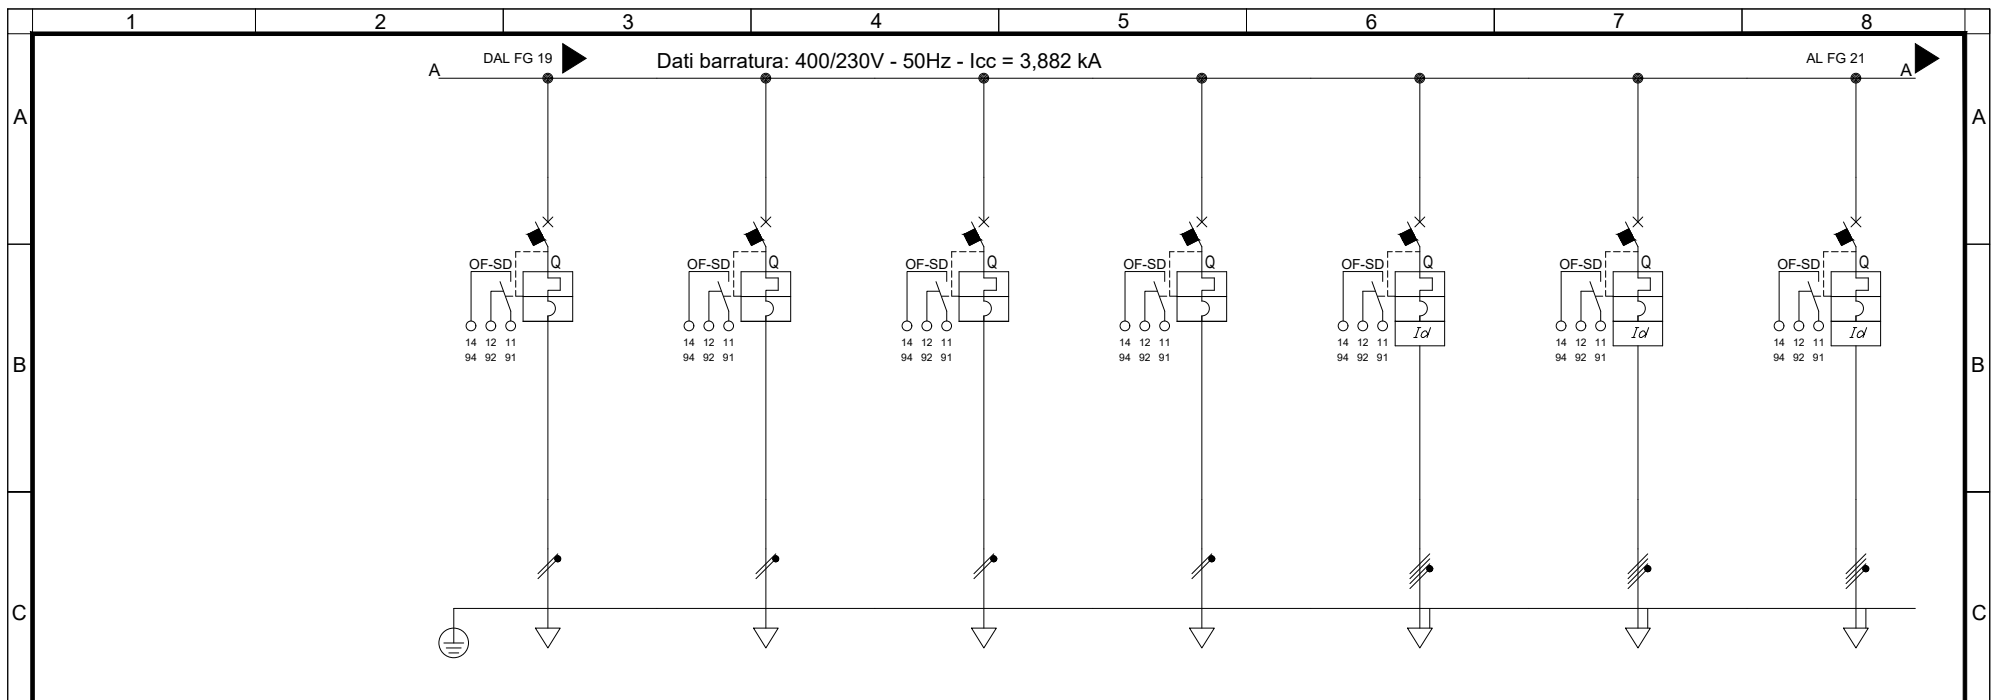 1 2 3 4 5 6 7 8
DAL FG 19 Dati barratura: 400/230V - 50Hz - Icc = 3,882 kA AL FG 21
A A
A A
OF-SD Q OF-SD Q OF-SD Q OF-SD Q OF-SD Q OF-SD Q OF-SD Q
Id Id Id
14 12 11 14 12 11 14 12 11 14 12 11 14 12 11 14 12 11 14 12 11
94 92 91 94 92 91 94 92 91 94 92 91 94 92 91 94 92 91 94 92 91
B B
C C